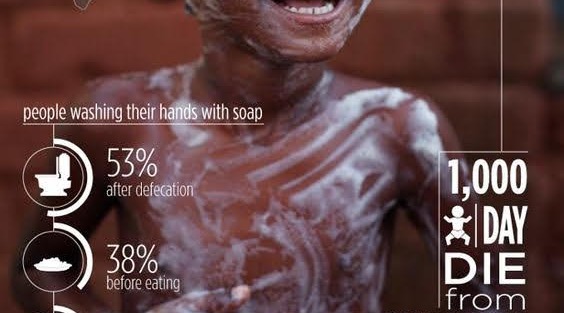 people washing their hands with soap
53%
after defecation
38%
before eating
1,000
DAY
DIE
from